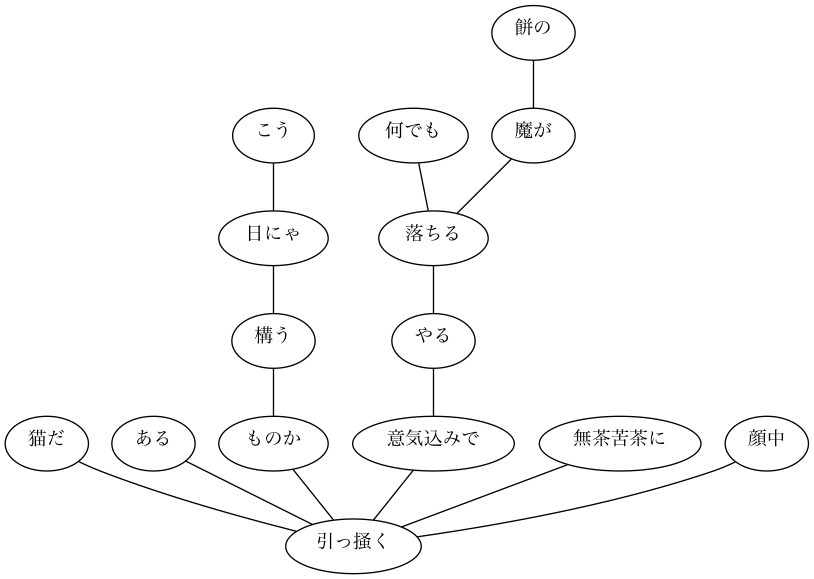 餅の
こう
何でも
魔が
日にゃ
落ちる
構う
やる
猫だ
ある
ものか
意気込みで
無茶苦茶に
顔中
引っ掻く